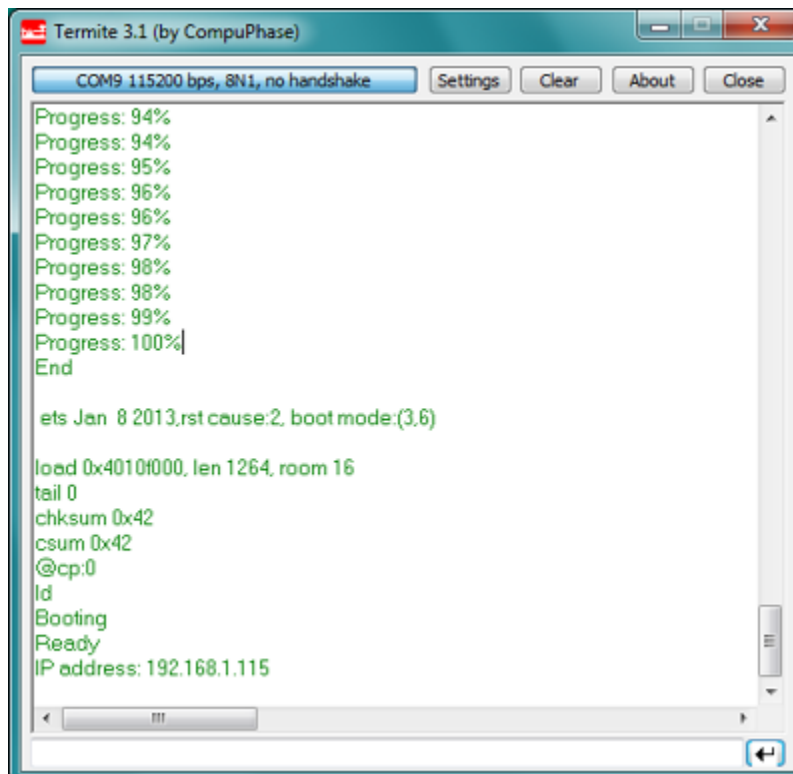 Termite 3.1 (by CompuPhase)
COM9 115200 bps, 8N1, no handshake Settings Clear About Close
Progress: 94%
Progress: 94%
Progress: 95%
Progress: 96%
Progress: 96%
Progress: 97%
Progress: 98%
Progress: 98%
Progress: 99%
Progress: 100%
End
ets Jan 8 2013,rst cause:2, boot mode:(3,6)
load 0x4010f000, len 1264, room 16
tail 0
chksum 0x42
csum 0x42
@cp:0
ld
Booting
Ready
IP address: 192.168.1.115